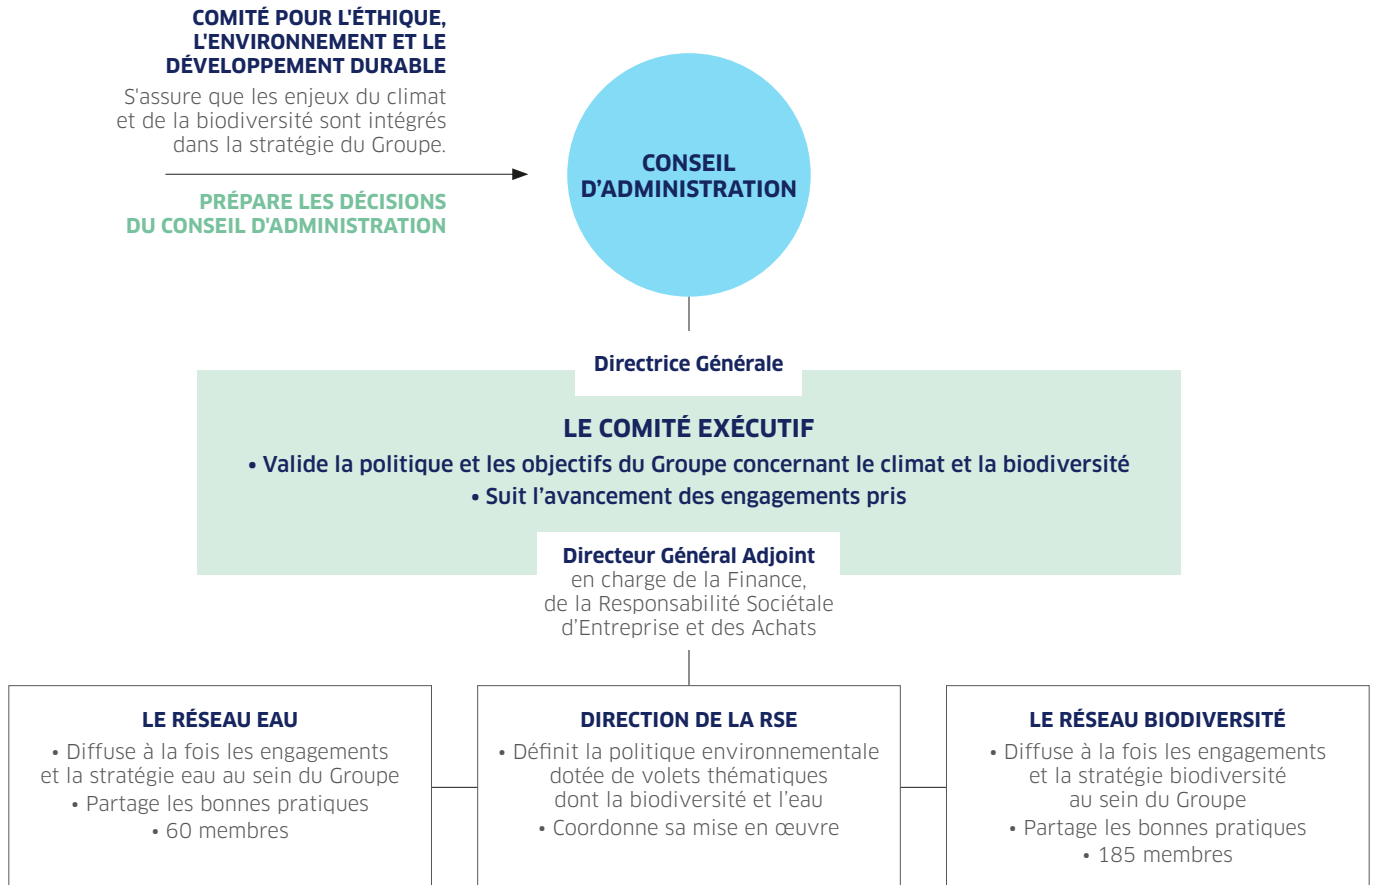 COMITÉ POUR L'ÉTHIQUE,
L'ENVIRONNEMENT ET LE
DÉVELOPPEMENT DURABLE
S'assure que les enjeux du climat
et de la biodiversité sont intégrés
dans la stratégie du Groupe.
PRÉPARE LES DÉCISIONS
DU CONSEIL D'ADMINISTRATION
CONSEIL
D’ADMINISTRATION
Directrice Générale
LE COMITÉ EXÉCUTIF
• Valide la politique et les objectifs du Groupe concernant le climat et la biodiversité
• Suit l’avancement des engagements pris
Directeur Général Adjoint
en charge de la Finance,
de la Responsabilité Sociétale
d’Entreprise et des Achats
LE RÉSEAU EAU
• Diffuse à la fois les engagements
et la stratégie eau au sein du Groupe
• Partage les bonnes pratiques
• 60 membres
DIRECTION DE LA RSE
• Définit la politique environnementale
dotée de volets thématiques
dont la biodiversité et l’eau
• Coordonne sa mise en œuvre
LE RÉSEAU BIODIVERSITÉ
• Diffuse à la fois les engagements
et la stratégie biodiversité
au sein du Groupe
• Partage les bonnes pratiques
• 185 membres